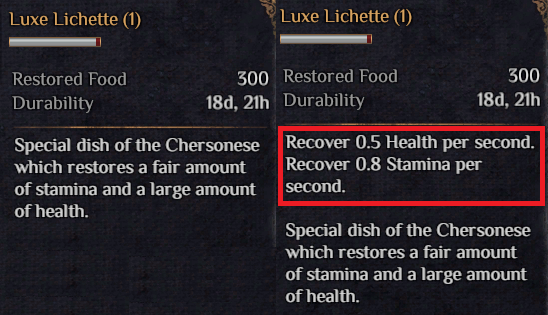 Luxe Lichette (1)
Restored Food 300
Durability 18d, 21h
Special dish of the Chersonese
which restores a fair amount
of stamina and a large amount
of health.
Luxe Lichette (1)
Restored Food 300
Durability 18d, 21h
Recover 0.5 Health per second.
Recover 0.8 Stamina per
second.
Special dish of the Chersonese
which restores a fair amount
of stamina and a large amount
of health.